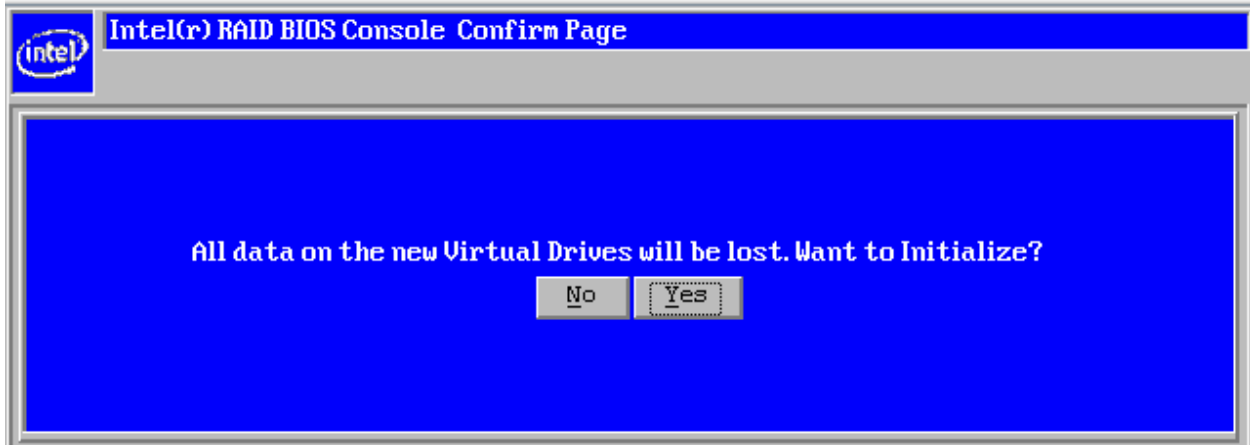 Intel(r) RAID BIOS Console Confirm Page
intel
All data on the new Virtual Drives will be lost. Want to Initialize?
No
Yes